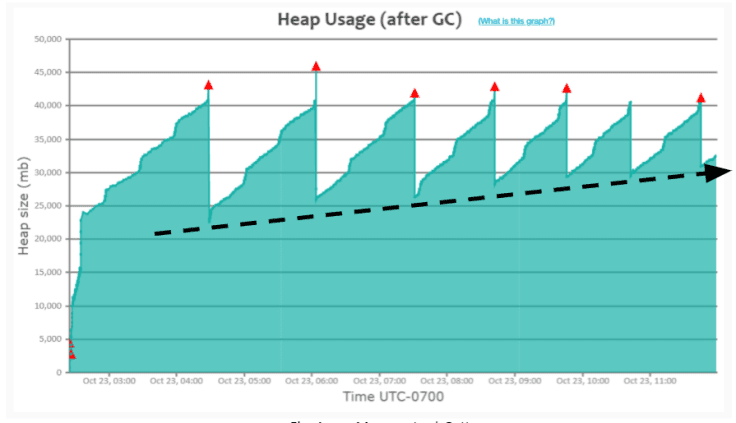 Heap Usage (after GC) (What is this graph?)
50,000
45,000
40,000
35,000
30,000
25,000
20,000
15,000
10,000
5,000
0
Heap size (mb)
Oct 23, 03:00 Oct 23, 04:00 Oct 23, 05:00 Oct 23, 06:00 Oct 23, 07:00 Oct 23, 08:00 Oct 23, 09:00 Oct 23, 10:00 Oct 23, 11:00
Time UTC-0700